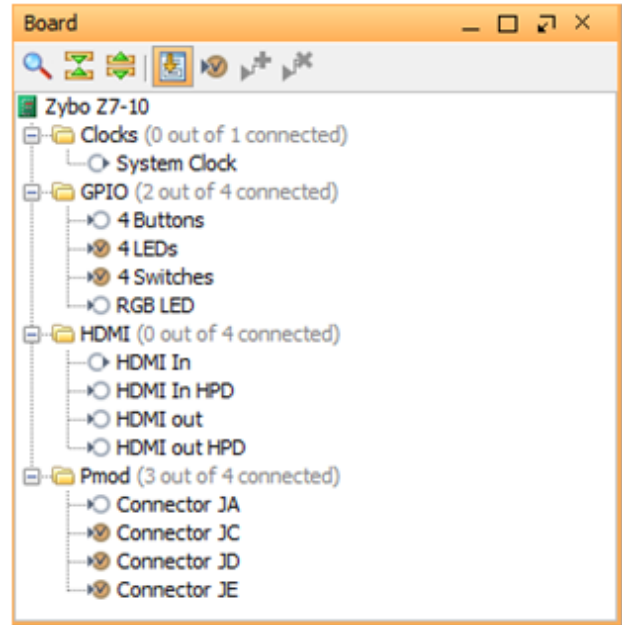 Board
Zybo Z7-10
Clocks (0 out of 1 connected)
System Clock
GPIO (2 out of 4 connected)
4 Buttons
4 LEDs
4 Switches
RGB LED
HDMI (0 out of 4 connected)
HDMI In
HDMI In HPD
HDMI out
HDMI out HPD
Pmod (3 out of 4 connected)
Connector JA
Connector JC
Connector JD
Connector JE